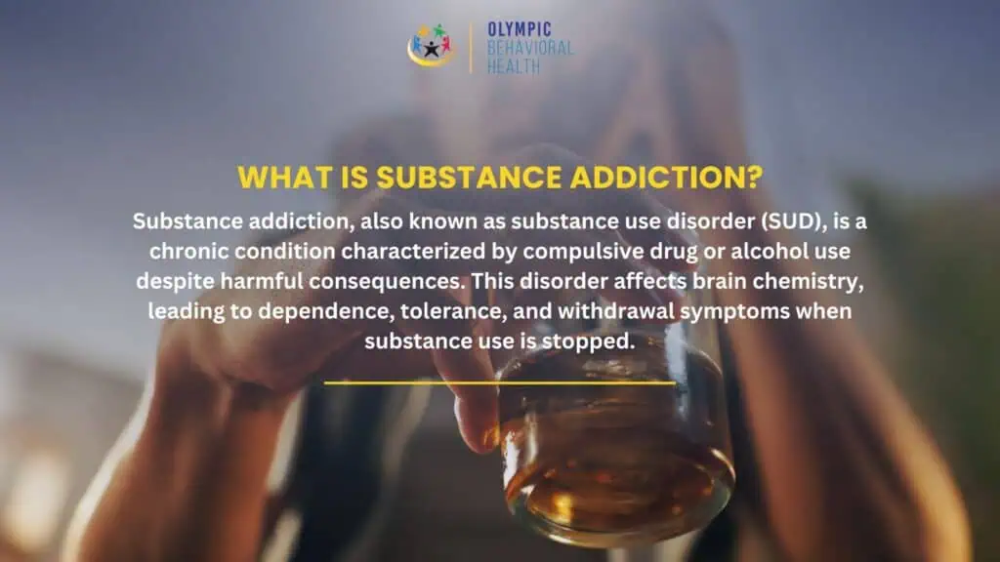 OLYMPIC
BEHAVIORAL
HEALTH
WHAT IS SUBSTANCE ADDICTION?
Substance addiction, also known as substance use disorder (SUD), is a
chronic condition characterized by compulsive drug or alcohol use
despite harmful consequences. This disorder affects brain chemistry,
leading to dependence, tolerance, and withdrawal symptoms when
substance use is stopped.